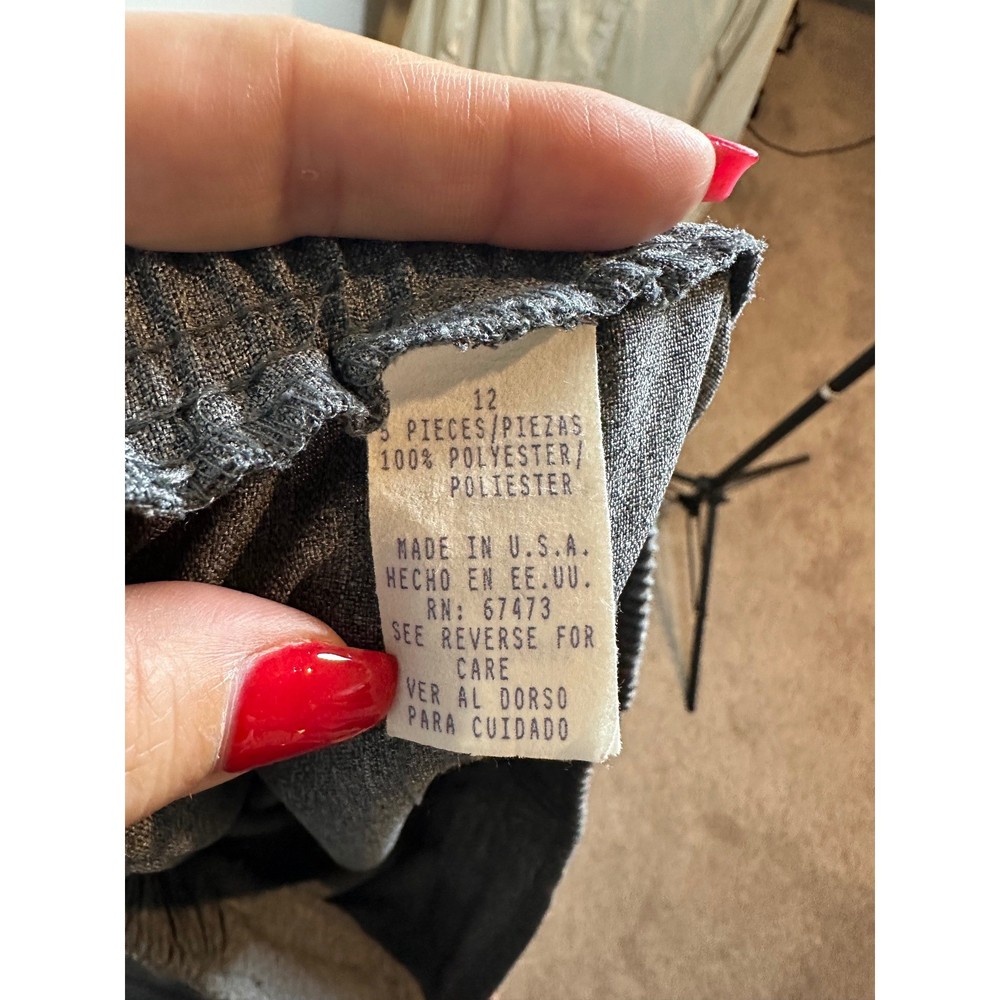 12
3 PIECES/PIEZAS
100% POLYESTER/
POLIESTER
MADE IN U.S.A.
HECHO EN EE.UU.
RN: 67473
SEE REVERSE FOR
CARE
VER AL DORSO
PARA CUIDADO